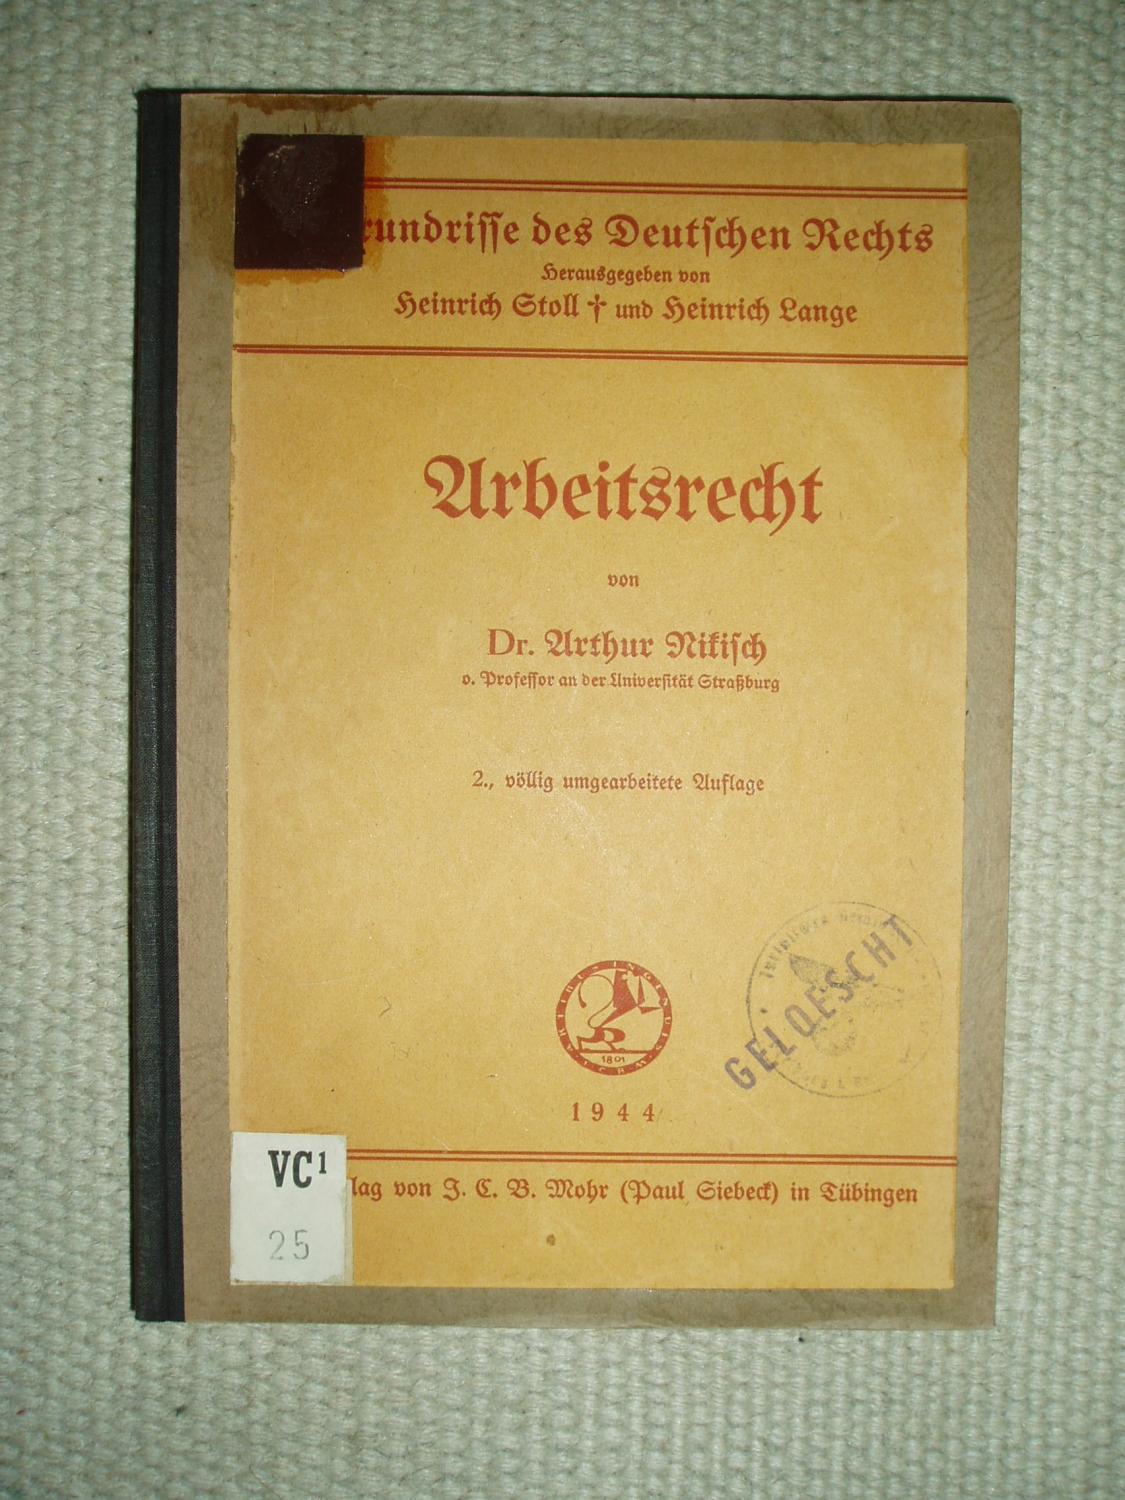 rundrisse des Deutschen Rechts
Herausgegeben von
Heinrich Stoll † und Heinrich Lange
Arbeitsrecht
von
Dr. Arthur Nikisch
o. Professor an der Universität Straßburg
2., völlig umgearbeitete Auflage
GELOESCHT
1801
1944
VC¹
lag von J. C. B. Mohr (Paul Siebeck) in Tübingen
25